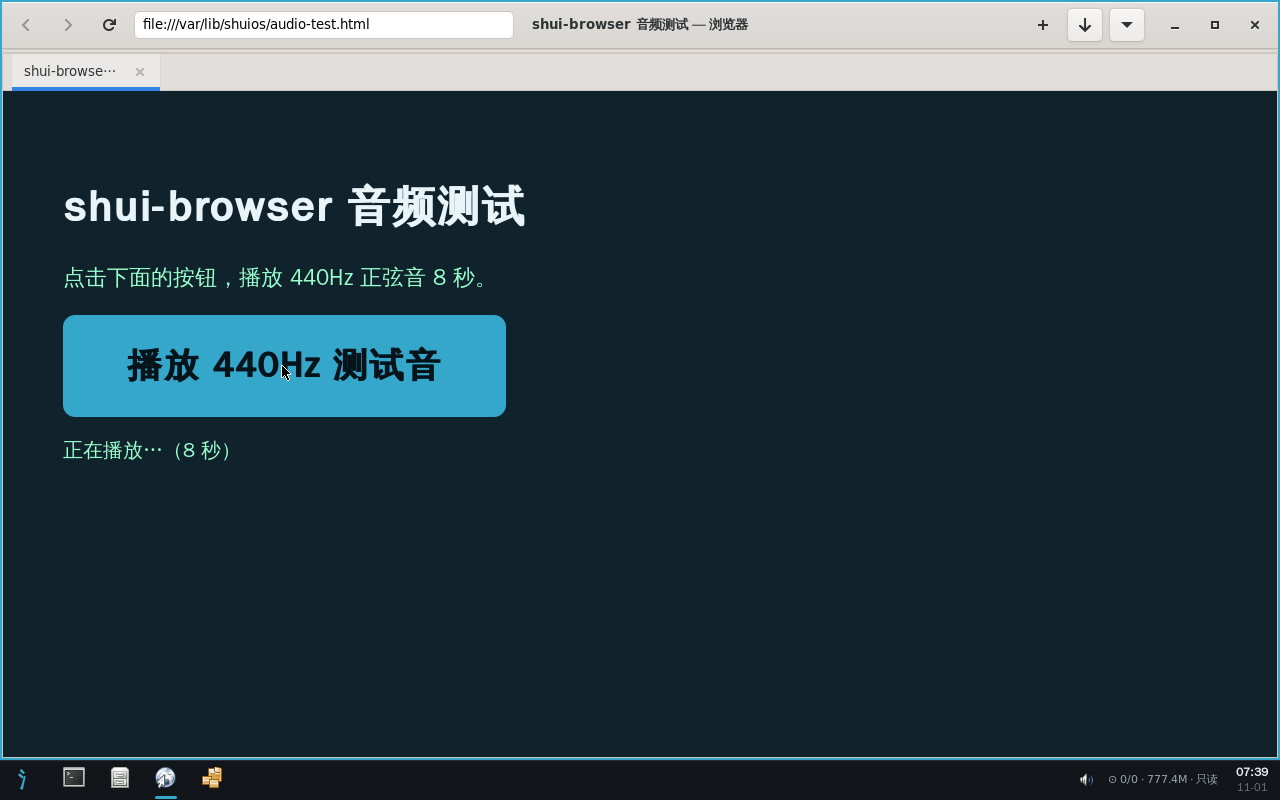 file:///var/lib/shuios/audio-test.html
shui-browser 音频测试 — 浏览器
shui-browse…
shui-browser 音频测试
点击下面的按钮，播放 440Hz 正弦音 8 秒。
播放 440Hz 测试音
正在播放…（8 秒）
⊙ 0/0 · 777.4M · 只读
07:39
11-01